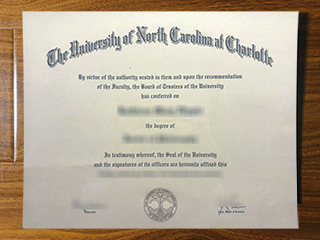 The University of North Carolina at Charlotte
By virtue of the authority vested in them and upon the recommendation
of the Faculty, the Board of Trustees of the University
has conferred on
the degree of
In testimony whereof, the Seal of the University
and the signatures of its officers are hereunto affixed this